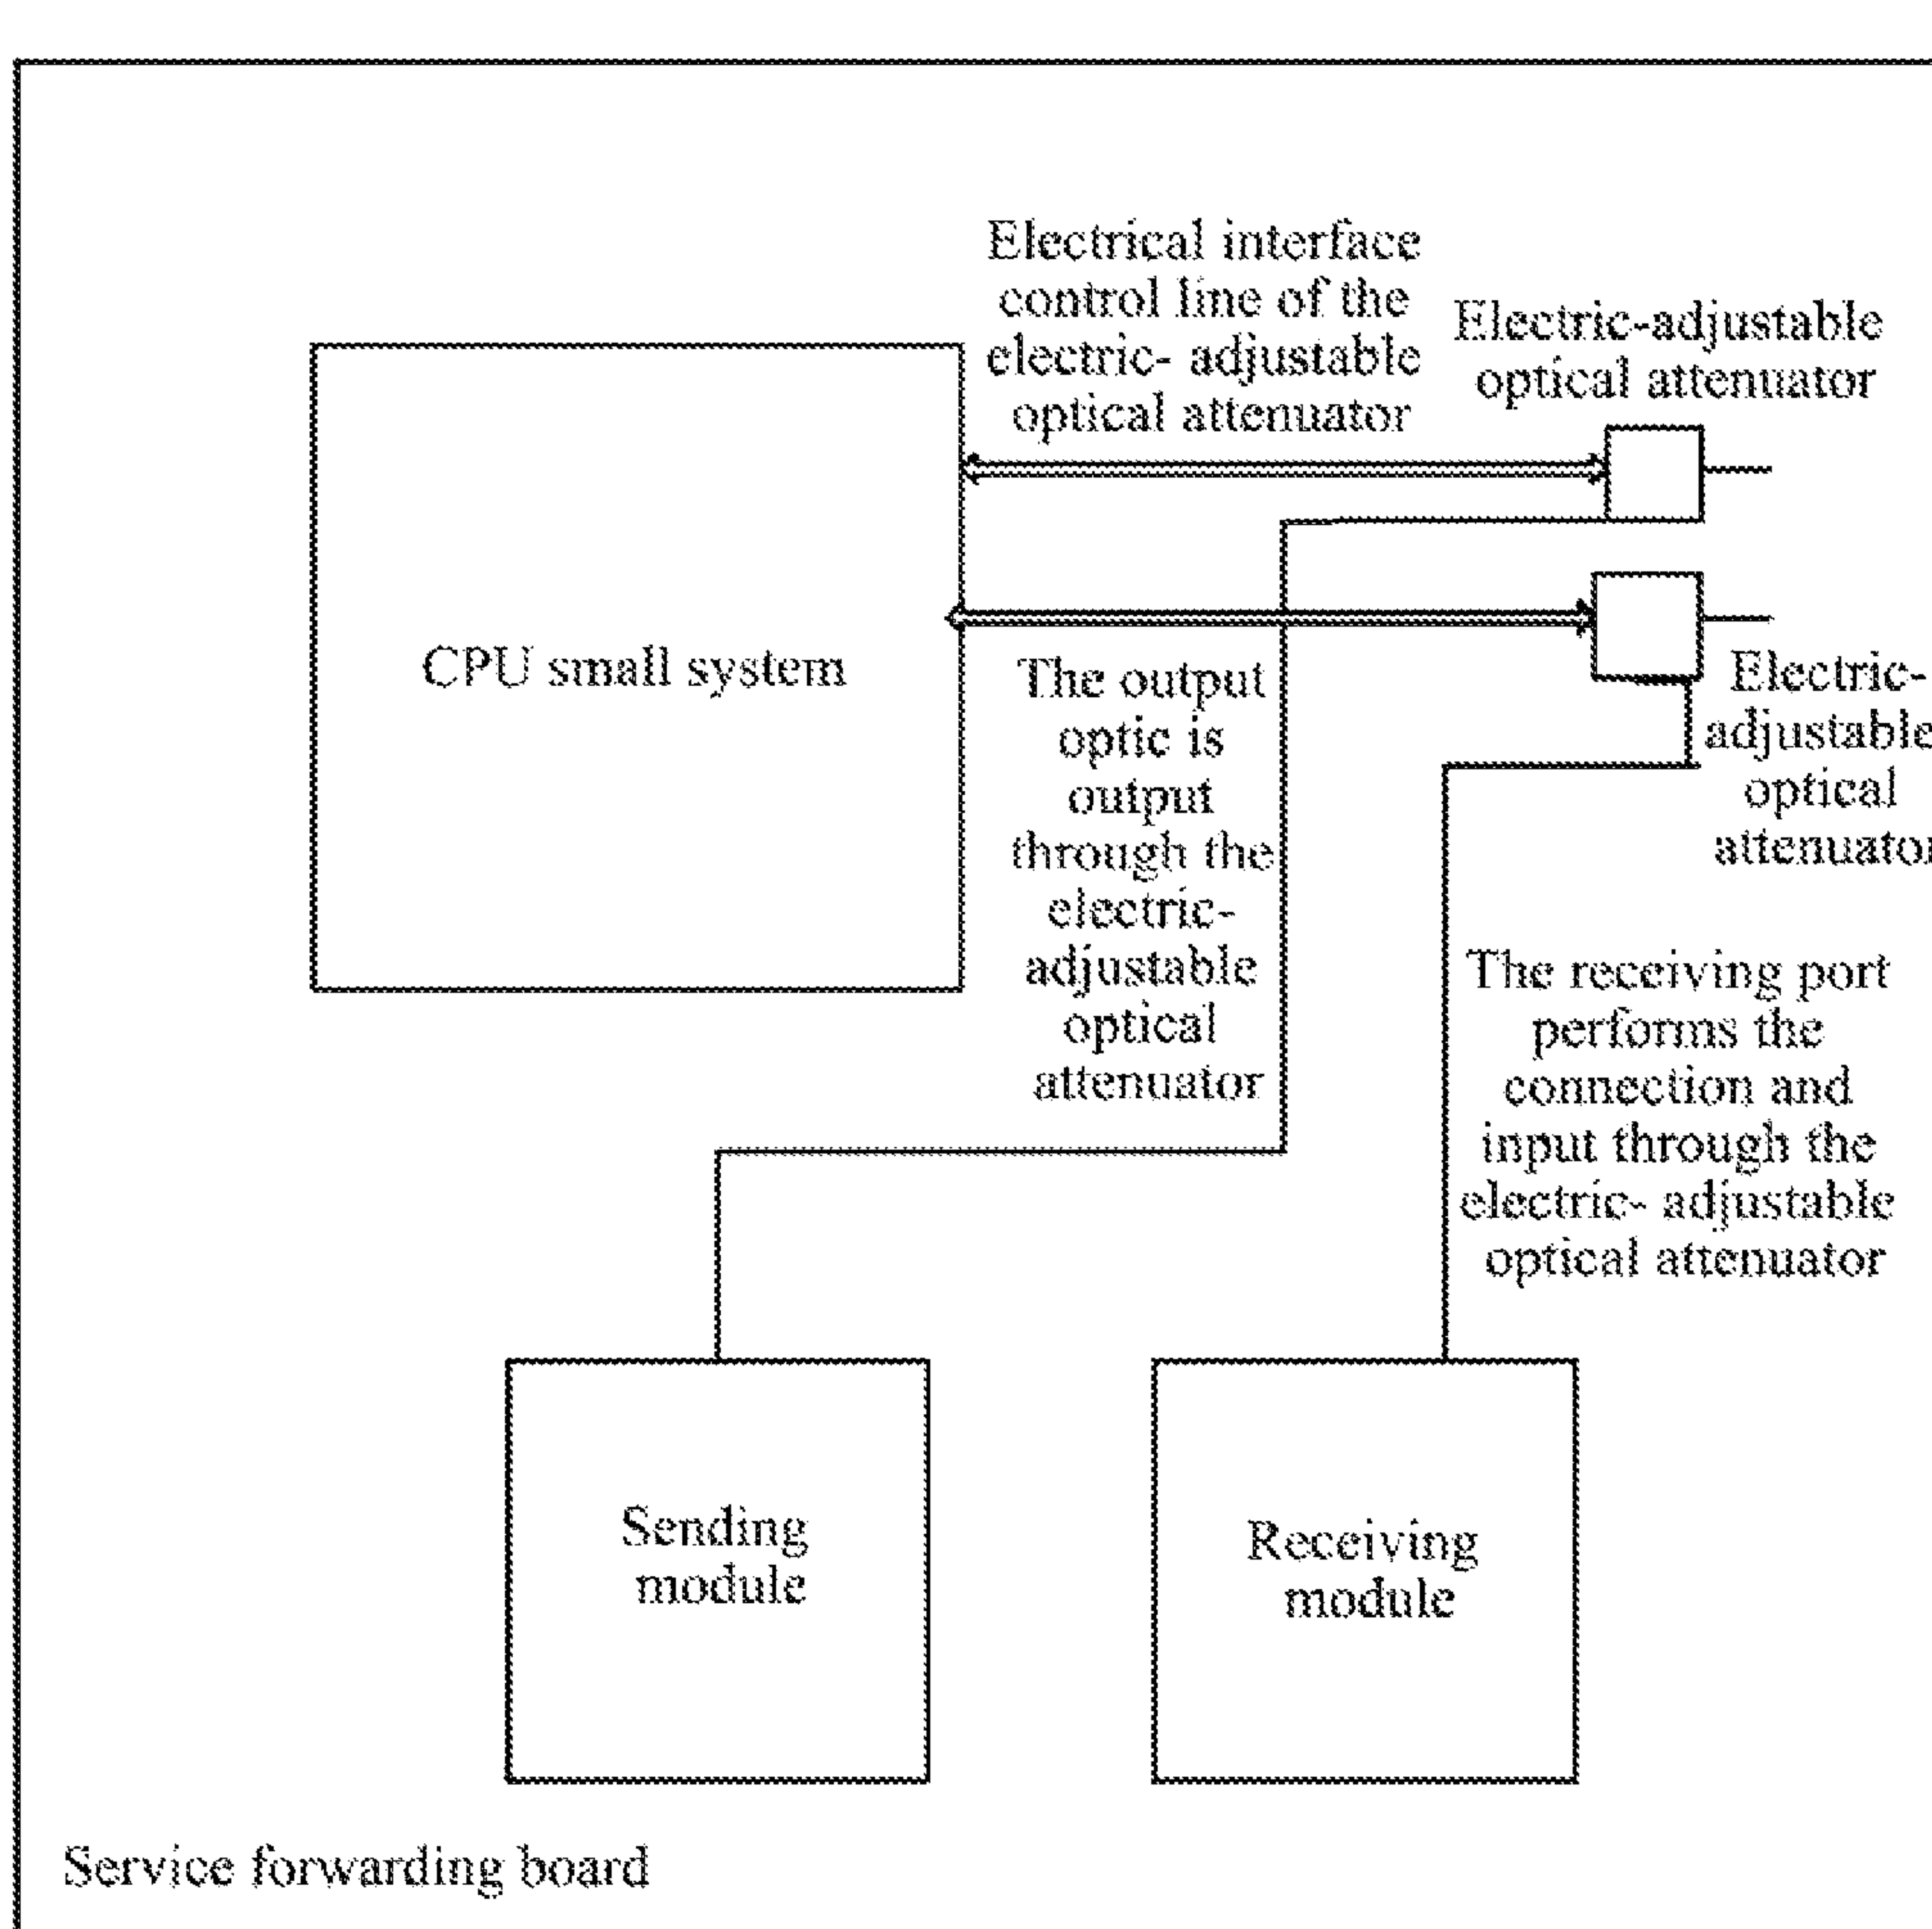 Electrical interface
control line of the
electric- adjustable
optical attenuator
Electric-adjustable
optical attenuator
CPU small system
The output
optic is
output
through the
electric-
adjustable
optical
attenuator
Electric-
adjustable
optical
attenuator
The receiving port
performs the
connection and
input through the
electric- adjustable
optical attenuator
Sending
module
Receiving
module
Service forwarding board